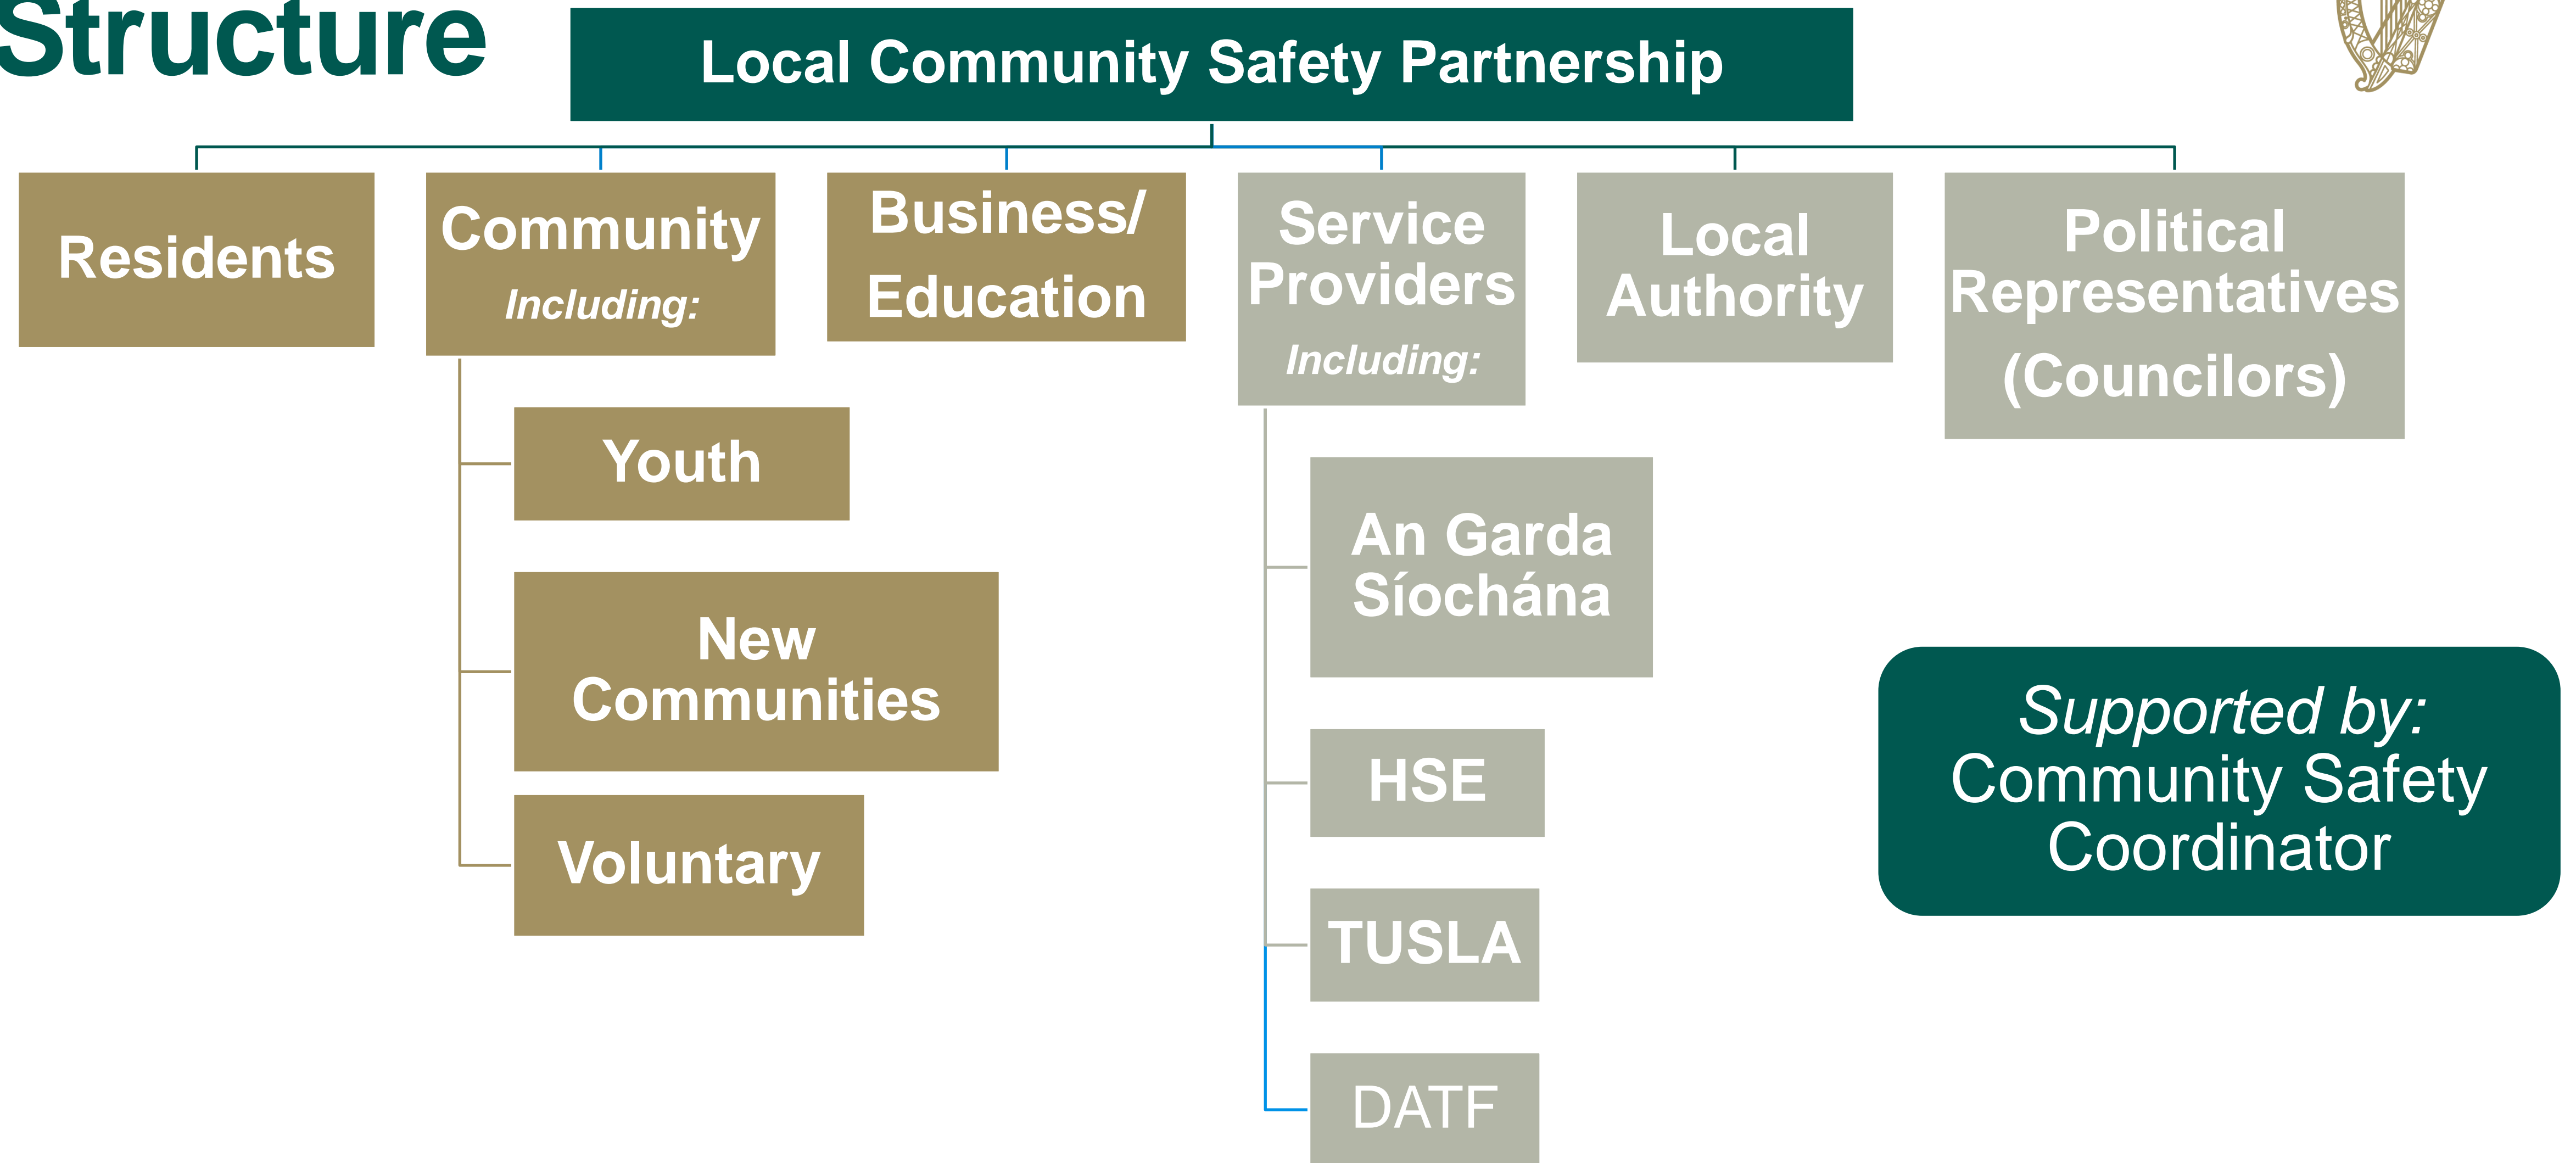 Structure
Local Community Safety Partnership
Residents
Community
Including:
Business/
Education
Service
Providers
Including:
Local
Authority
Political
Representatives
(Councilors)
Youth
New
Communities
Voluntary
An Garda
Síochána
HSE
TUSLA
DATF
Supported by:
Community Safety
Coordinator